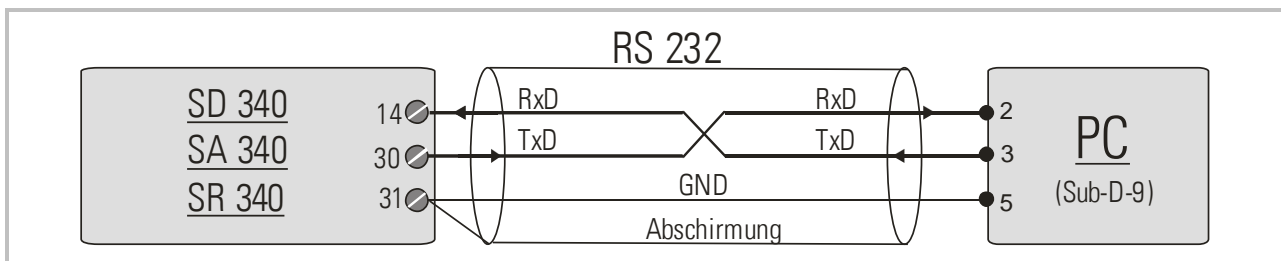 RS 232
SD 340
SA 340
SR 340
14
30
31
RxD
RxD
TxD
TxD
GND
Abschirmung
2
3
5
PC
(Sub-D-9)